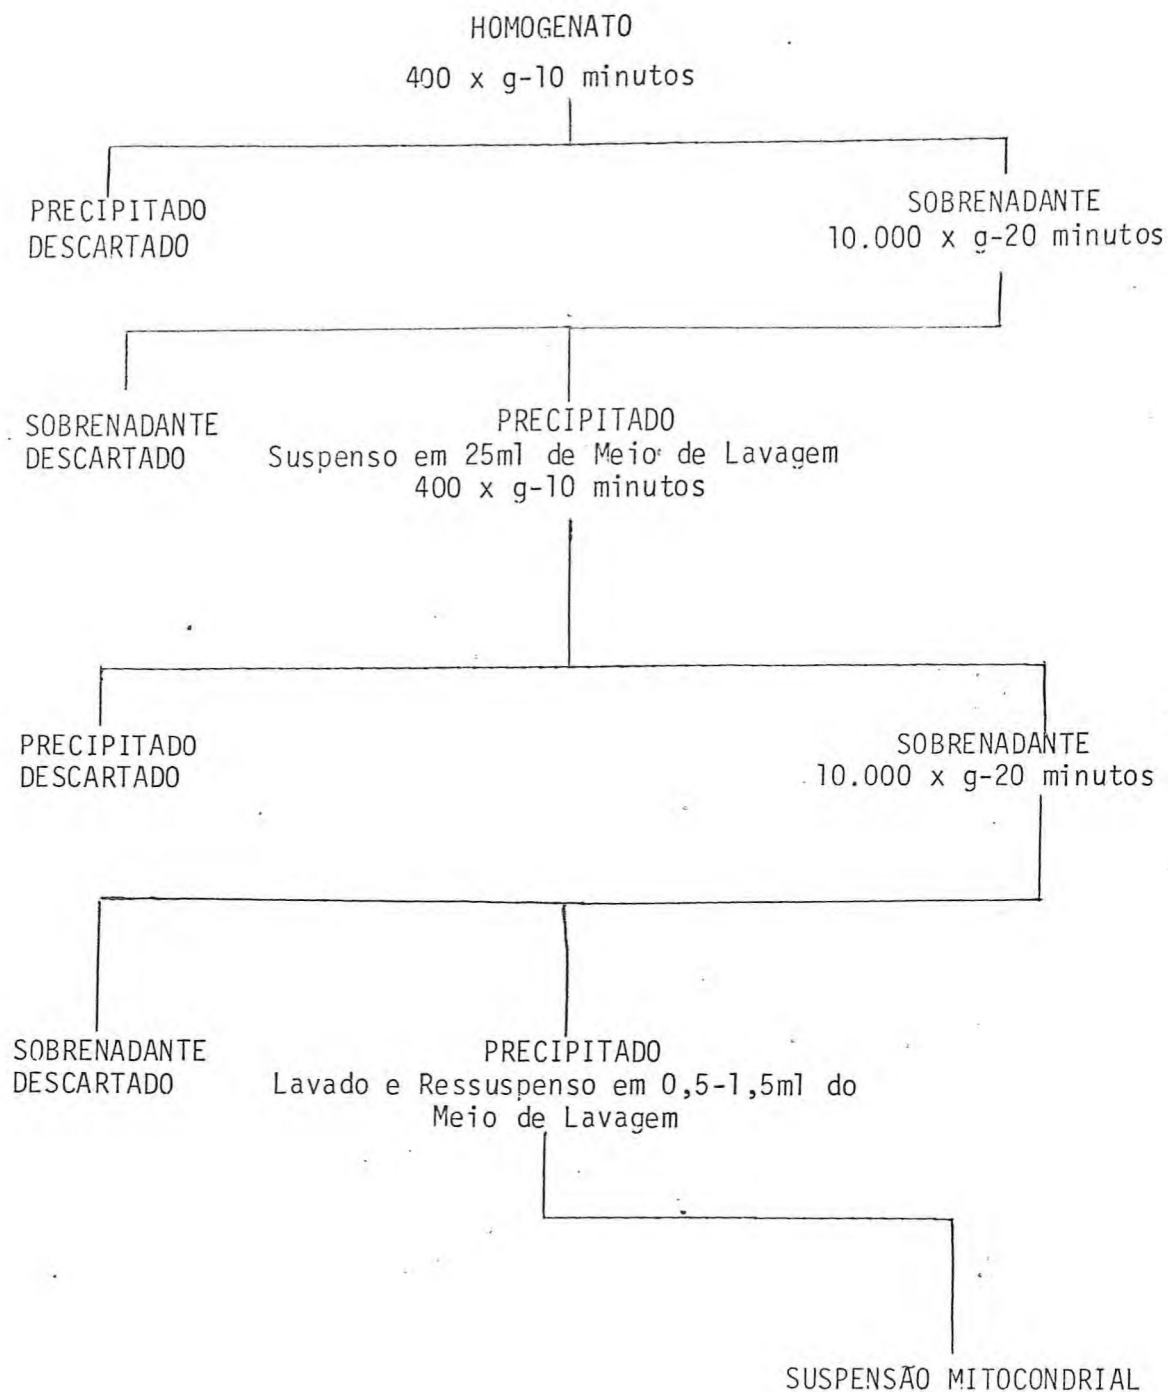 HOMOGENATO
400 x g-10 minutos
PRECIPITADO
DESCARTADO
SOBRENADANTE
10.000 x g-20 minutos
SOBRENADANTE
DESCARTADO
PRECIPITADO
Suspenso em 25ml de Meio de Lavagem
400 x g-10 minutos
PRECIPITADO
DESCARTADO
SOBRENADANTE
10.000 x g-20 minutos
SOBRENADANTE
DESCARTADO
PRECIPITADO
Lavado e Ressuspenso em 0,5-1,5ml do
Meio de Lavagem
SUSPENSÃO MITOCONDRIAL